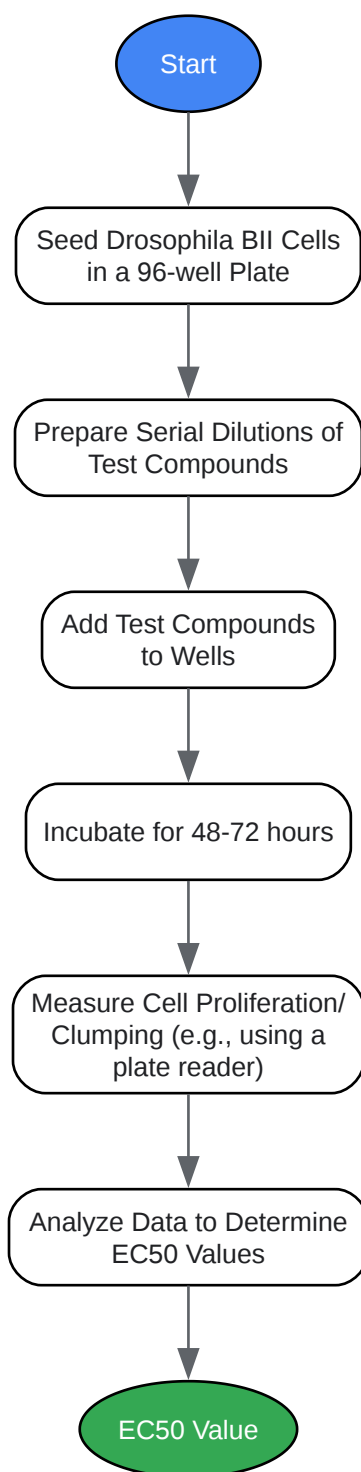 Start
Seed Drosophila BII Cells
in a 96-well Plate
Prepare Serial Dilutions of
Test Compounds
Add Test Compounds
to Wells
Incubate for 48-72 hours
Measure Cell Proliferation/
Clumping (e.g., using a
plate reader)
Analyze Data to Determine
EC50 Values
EC50 Value